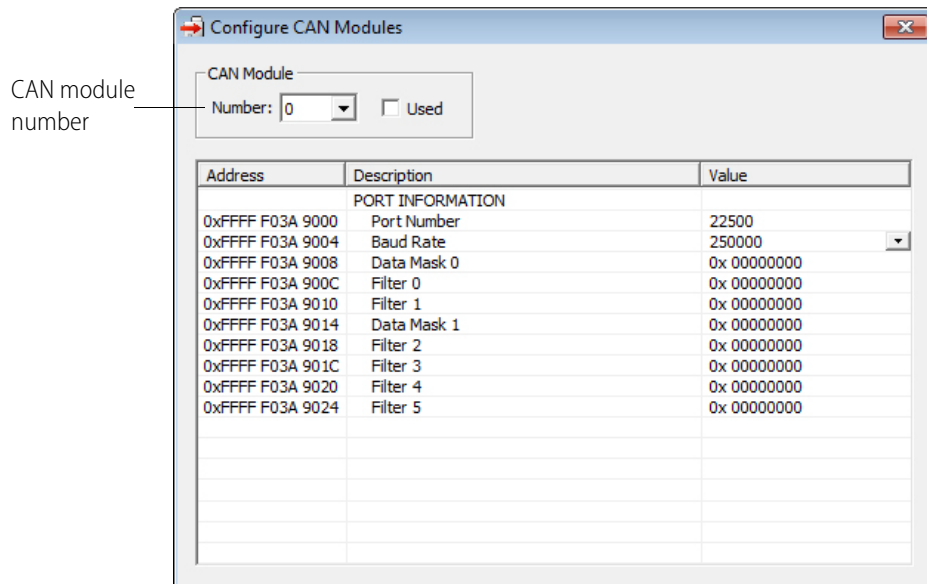 Configure CAN Modules
CAN module
number
CAN Module
Number: 0 Used
Address Description Value
PORT INFORMATION
0xFFFF F03A 9000 Port Number 22500
0xFFFF F03A 9004 Baud Rate 250000
0xFFFF F03A 9008 Data Mask 0 0x 00000000
0xFFFF F03A 900C Filter 0 0x 00000000
0xFFFF F03A 9010 Filter 1 0x 00000000
0xFFFF F03A 9014 Data Mask 1 0x 00000000
0xFFFF F03A 9018 Filter 2 0x 00000000
0xFFFF F03A 901C Filter 3 0x 00000000
0xFFFF F03A 9020 Filter 4 0x 00000000
0xFFFF F03A 9024 Filter 5 0x 00000000